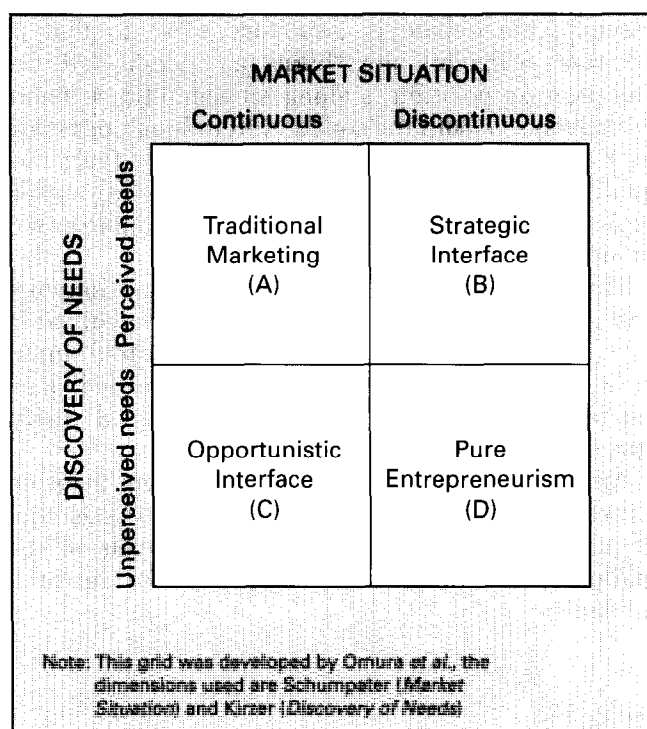 MARKET SITUATION
Continuous Discontinuous
DISCOVERY OF NEEDS
Perceived needs
Unperceived needs
Traditional
Marketing
(A)
Strategic
Interface
(B)
Opportunistic
Interface
(C)
Pure
Entrepreneurism
(D)
Note: This grid was developed by Omura et al., the
dimensions used are Schumpeter (Market
Situation) and Kirzer (Discovery of Needs)